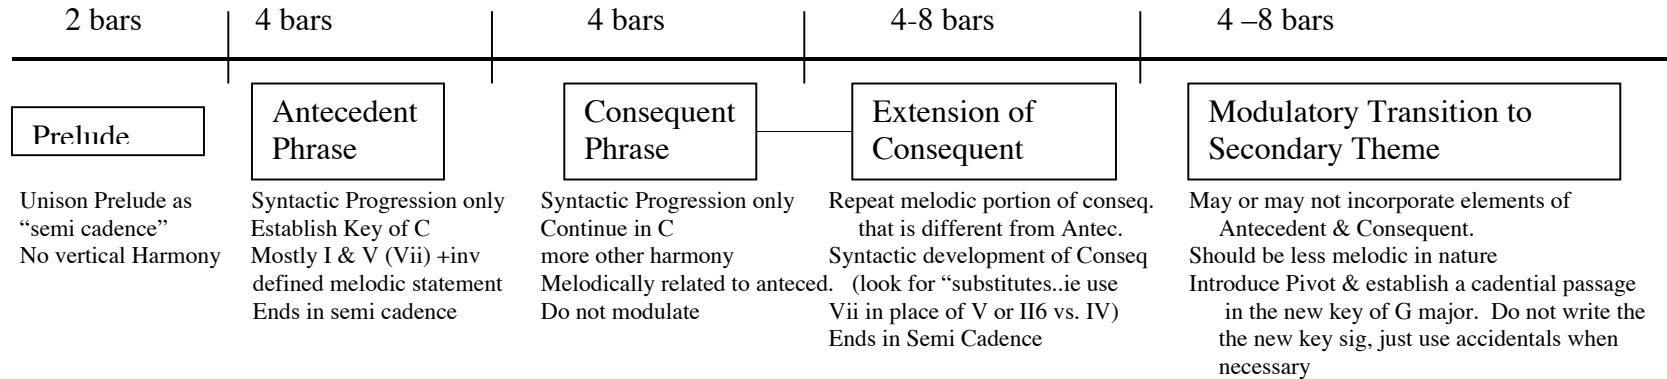 2 bars
4 bars
4 bars
4-8 bars
4 –8 bars
Prelude
Antecedent
Phrase
Consequent
Phrase
Extension of
Consequent
Modulatory Transition to
Secondary Theme
Unison Prelude as
“semi cadence”
No vertical Harmony
Syntactic Progression only
Establish Key of C
Mostly I & V (Vii) +inv
defined melodic statement
Ends in semi cadence
Syntactic Progression only
Continue in C
more other harmony
Melodically related to anteced.
Do not modulate
Repeat melodic portion of conseq.
that is different from Antec.
Syntactic development of Conseq
(look for “substitutes..ie use
Vii in place of V or II6 vs. IV)
Ends in Semi Cadence
May or may not incorporate elements of
Antecedent & Consequent.
Should be less melodic in nature
Introduce Pivot & establish a cadential passage
in the new key of G major.  Do not write the
the new key sig, just use accidentals when
necessary